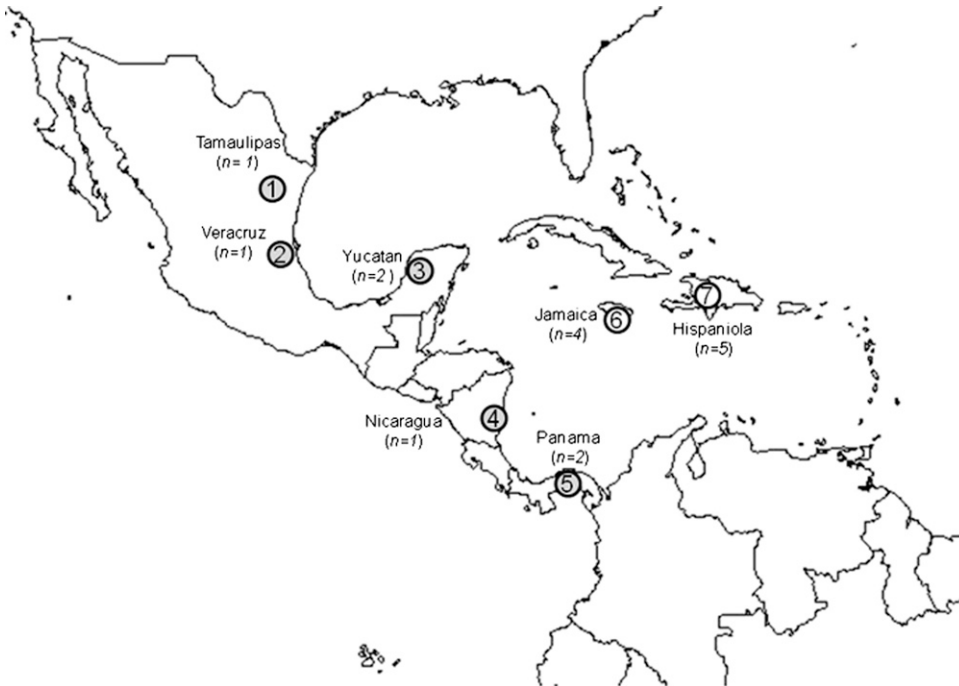 Tamaulipas
(n= 1)
1
Veracruz
(n=1)
2
Yucatan
(n=2 )
3
Jamaica
(n=4)
6
7
Hispaniola
(n=5)
Nicaragua
(n=1)
4
Panama
(n=2)
5